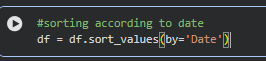 #sorting according to date
df = df.sort_values(by='Date')